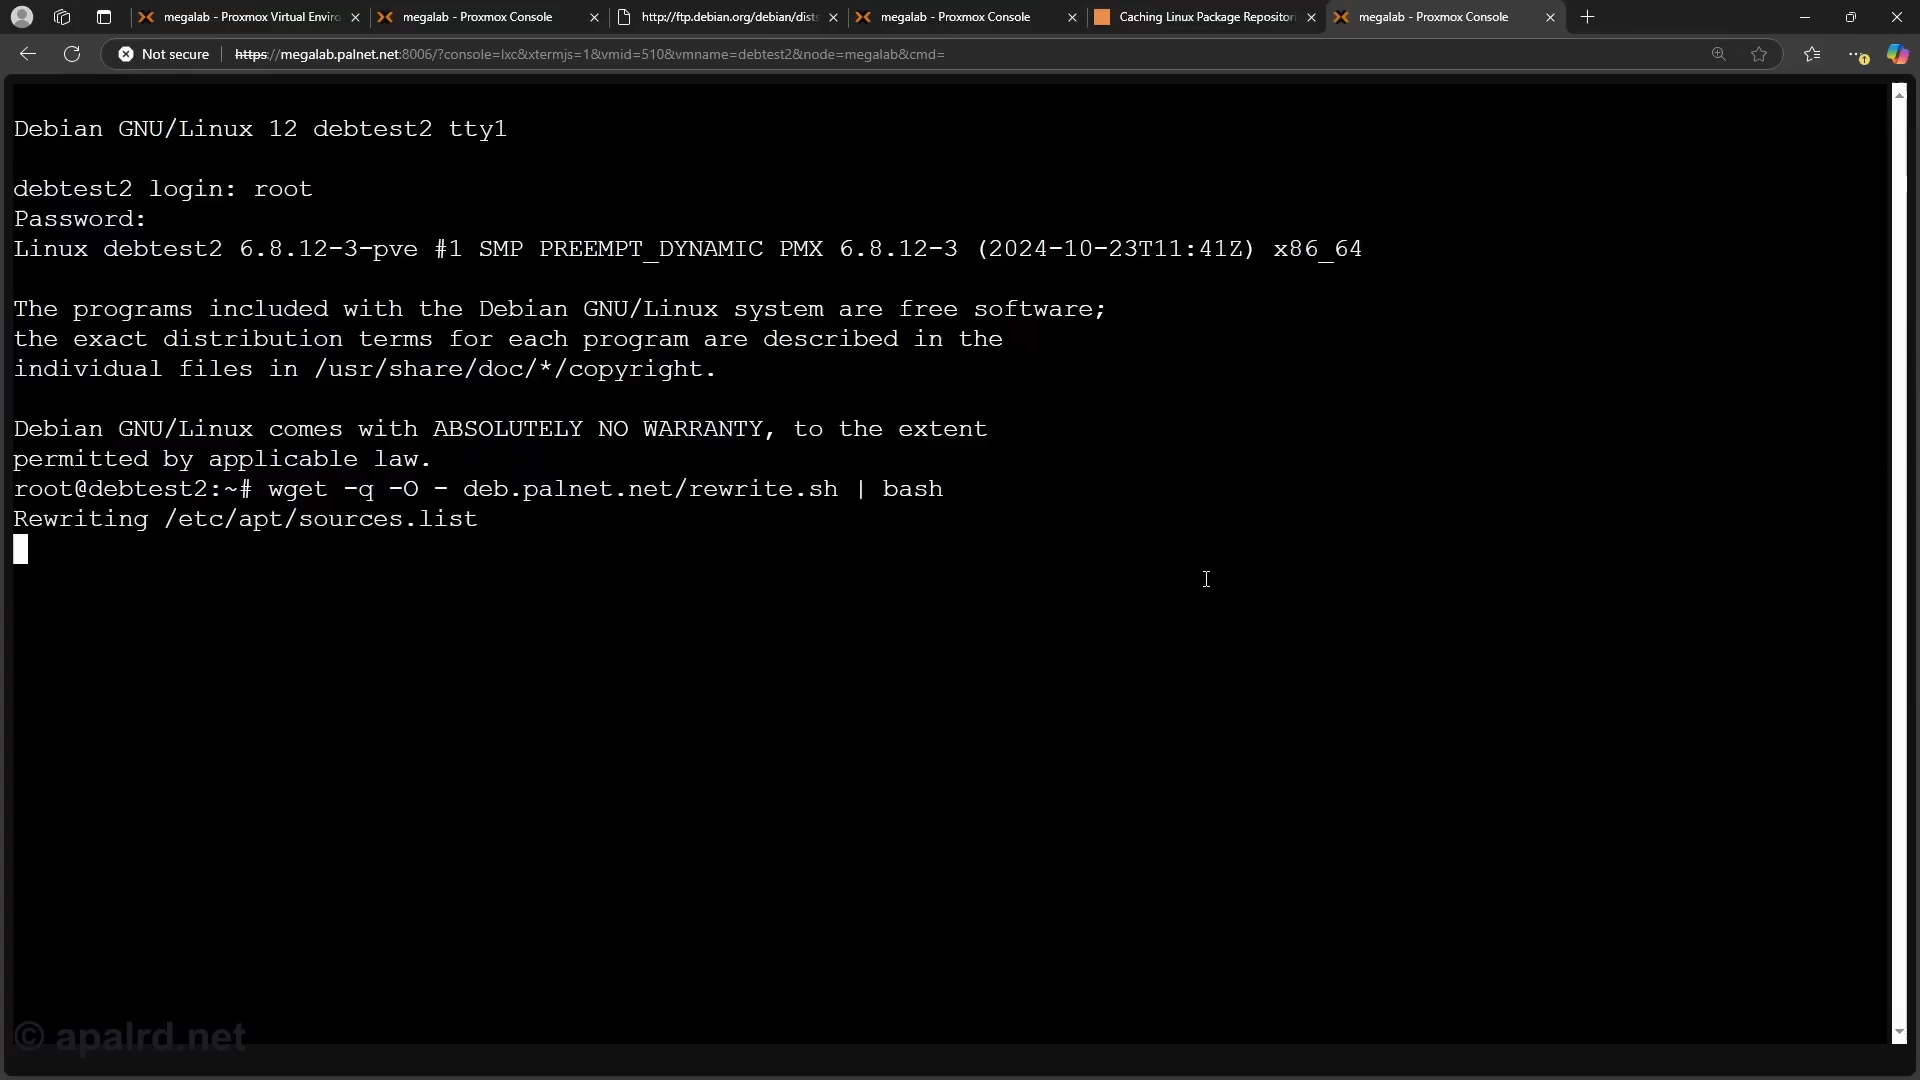 megalab - Proxmox Virtual Enviro
megalab - Proxmox Console
http://ftp.debian.org/debian/dists
megalab - Proxmox Console
Caching Linux Package Repositori
megalab - Proxmox Console
Not secure
https://megalab.palnet.net:8006/?console=lxc&xtermjs=1&vmid=510&vmname=debtest2&node=megalab&cmd=
Debian GNU/Linux 12 debtest2 tty1
debtest2 login: root
Password:
Linux debtest2 6.8.12-3-pve #1 SMP PREEMPT_DYNAMIC PMX 6.8.12-3 (2024-10-23T11:41Z) x86_64
The programs included with the Debian GNU/Linux system are free software;
the exact distribution terms for each program are described in the
individual files in /usr/share/doc/*/copyright.
Debian GNU/Linux comes with ABSOLUTELY NO WARRANTY, to the extent
permitted by applicable law.
root@debtest2:~# wget -q -O - deb.palnet.net/rewrite.sh | bash
Rewriting /etc/apt/sources.list
© apalrd.net